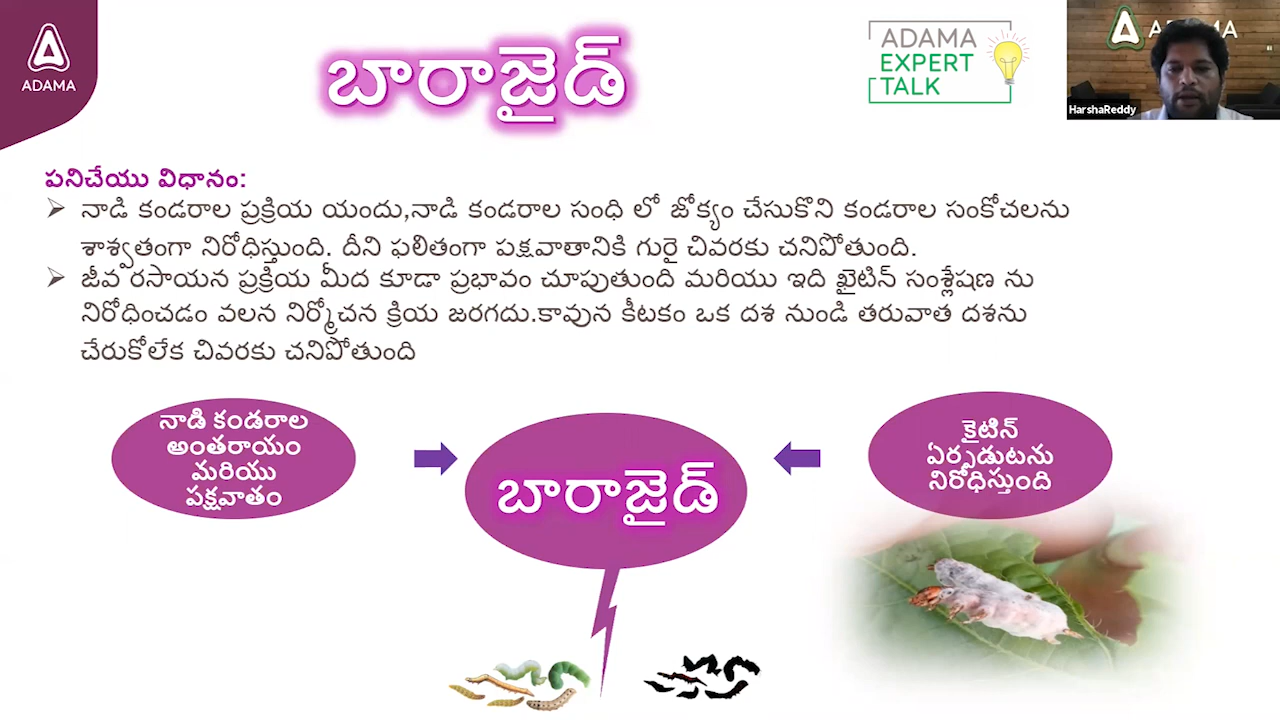 ADAMA
బారాజైడ్
ADAMA
EXPERT
TALK
ADAMA
HarshaReddy
పనిచేయు విధానం:
నాడి కండరాల ప్రక్రియ యందు,నాడి కండరాల సంధి లో జోక్యం చేసుకొని కండరాల సంకోచలను
శాశ్వతంగా నిరోధిస్తుంది. దీని ఫలితంగా పక్షవాతానికి గురై చివరకు చనిపోతుంది.
జీవ రసాయన ప్రక్రియ మీద కూడా ప్రభావం చూపుతుంది మరియు ఇది ఖైటిన్ సంశ్లేషణ ను
నిరోధించడం వలన నిర్మోచన క్రియ జరగదు.కావున కీటకం ఒక దశ నుండి తరువాత దశను
చేరుకోలేక చివరకు చనిపోతుంది
నాడి కండరాల
అంతరాయం
మరియు
పక్షవాతం
బారాజైడ్
కైటిన్
ఏర్పడుటను
నిరోధిస్తుంది